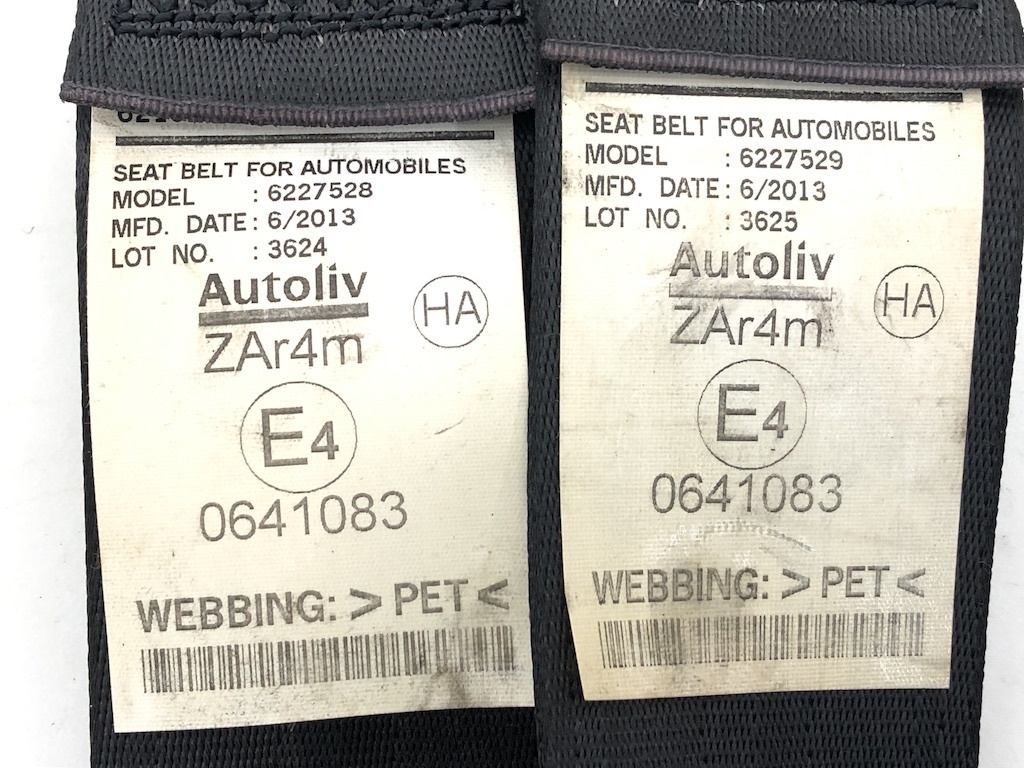 SEAT BELT FOR AUTOMOBILES
MODEL : 6227528
MFD. DATE : 6/2013
LOT NO. : 3624
Autoliv
HA
ZAr4m
E4
0641083
WEBBING: > PET <
SEAT BELT FOR AUTOMOBILES
MODEL : 6227529
MFD. DATE : 6/2013
LOT NO. : 3625
Autoliv
HA
ZAr4m
E4
0641083
WEBBING: > PET <